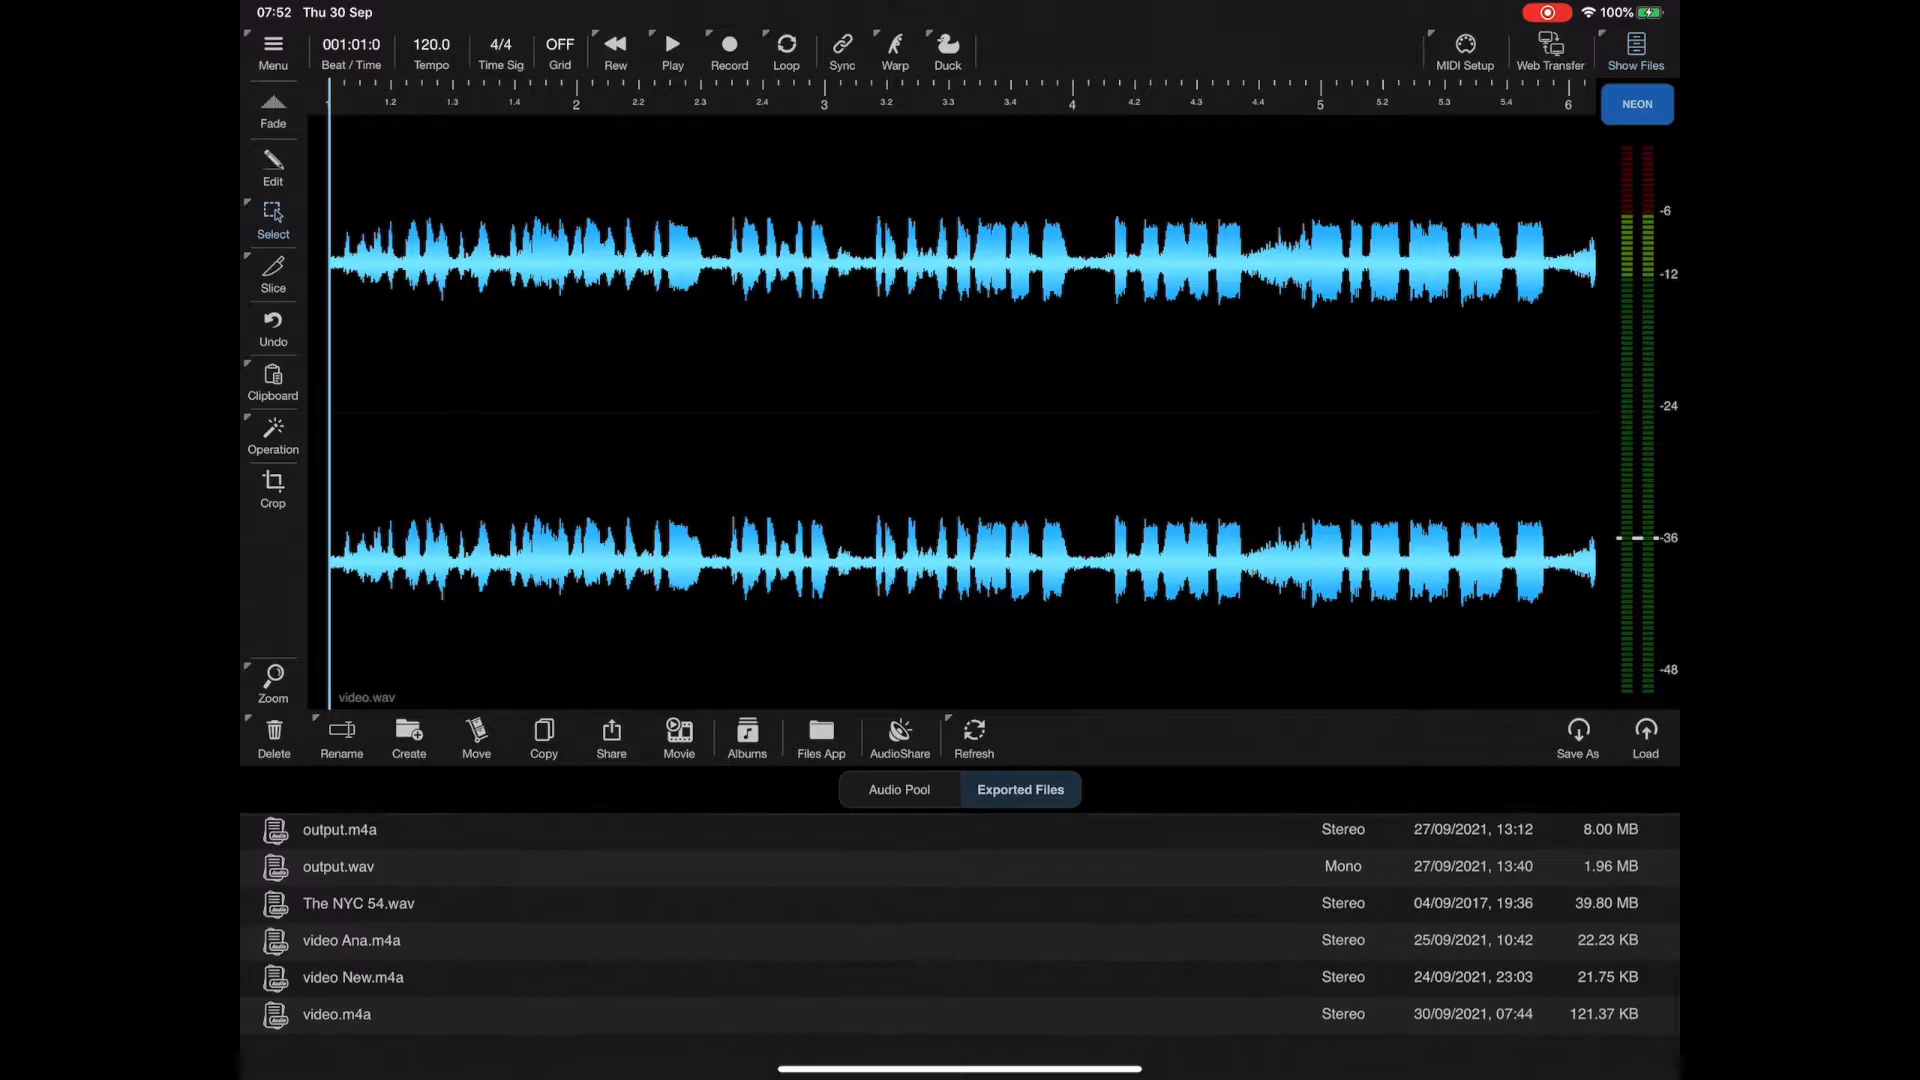 07:52 Thu 30 Sep
100%
Menu
001:01:0
Beat / Time
120.0
Tempo
4/4
Time Sig
OFF
Grid
Rew
Play
Record
Loop
Sync
Warp
Duck
MIDI Setup
Web Transfer
Show Files
1.2 1.3 1.4 2 2.2 2.3 2.4 3 3.2 3.3 3.4 4 4.2 4.3 4.4 5 5.2 5.3 5.4 6
NEON
Fade
Edit
Select
Slice
Undo
Clipboard
Operation
Crop
Zoom
-6
-12
-24
-36
-48
video.wav
Delete
Rename
Create
Move
Copy
Share
Movie
Albums
Files App
AudioShare
Refresh
Save As
Load
Audio Pool
Exported Files
output.m4a Stereo 27/09/2021, 13:12 8.00 MB
output.wav Mono 27/09/2021, 13:40 1.96 MB
The NYC 54.wav Stereo 04/09/2017, 19:36 39.80 MB
video Ana.m4a Stereo 25/09/2021, 10:42 22.23 KB
video New.m4a Stereo 24/09/2021, 23:03 21.75 KB
video.m4a Stereo 30/09/2021, 07:44 121.37 KB